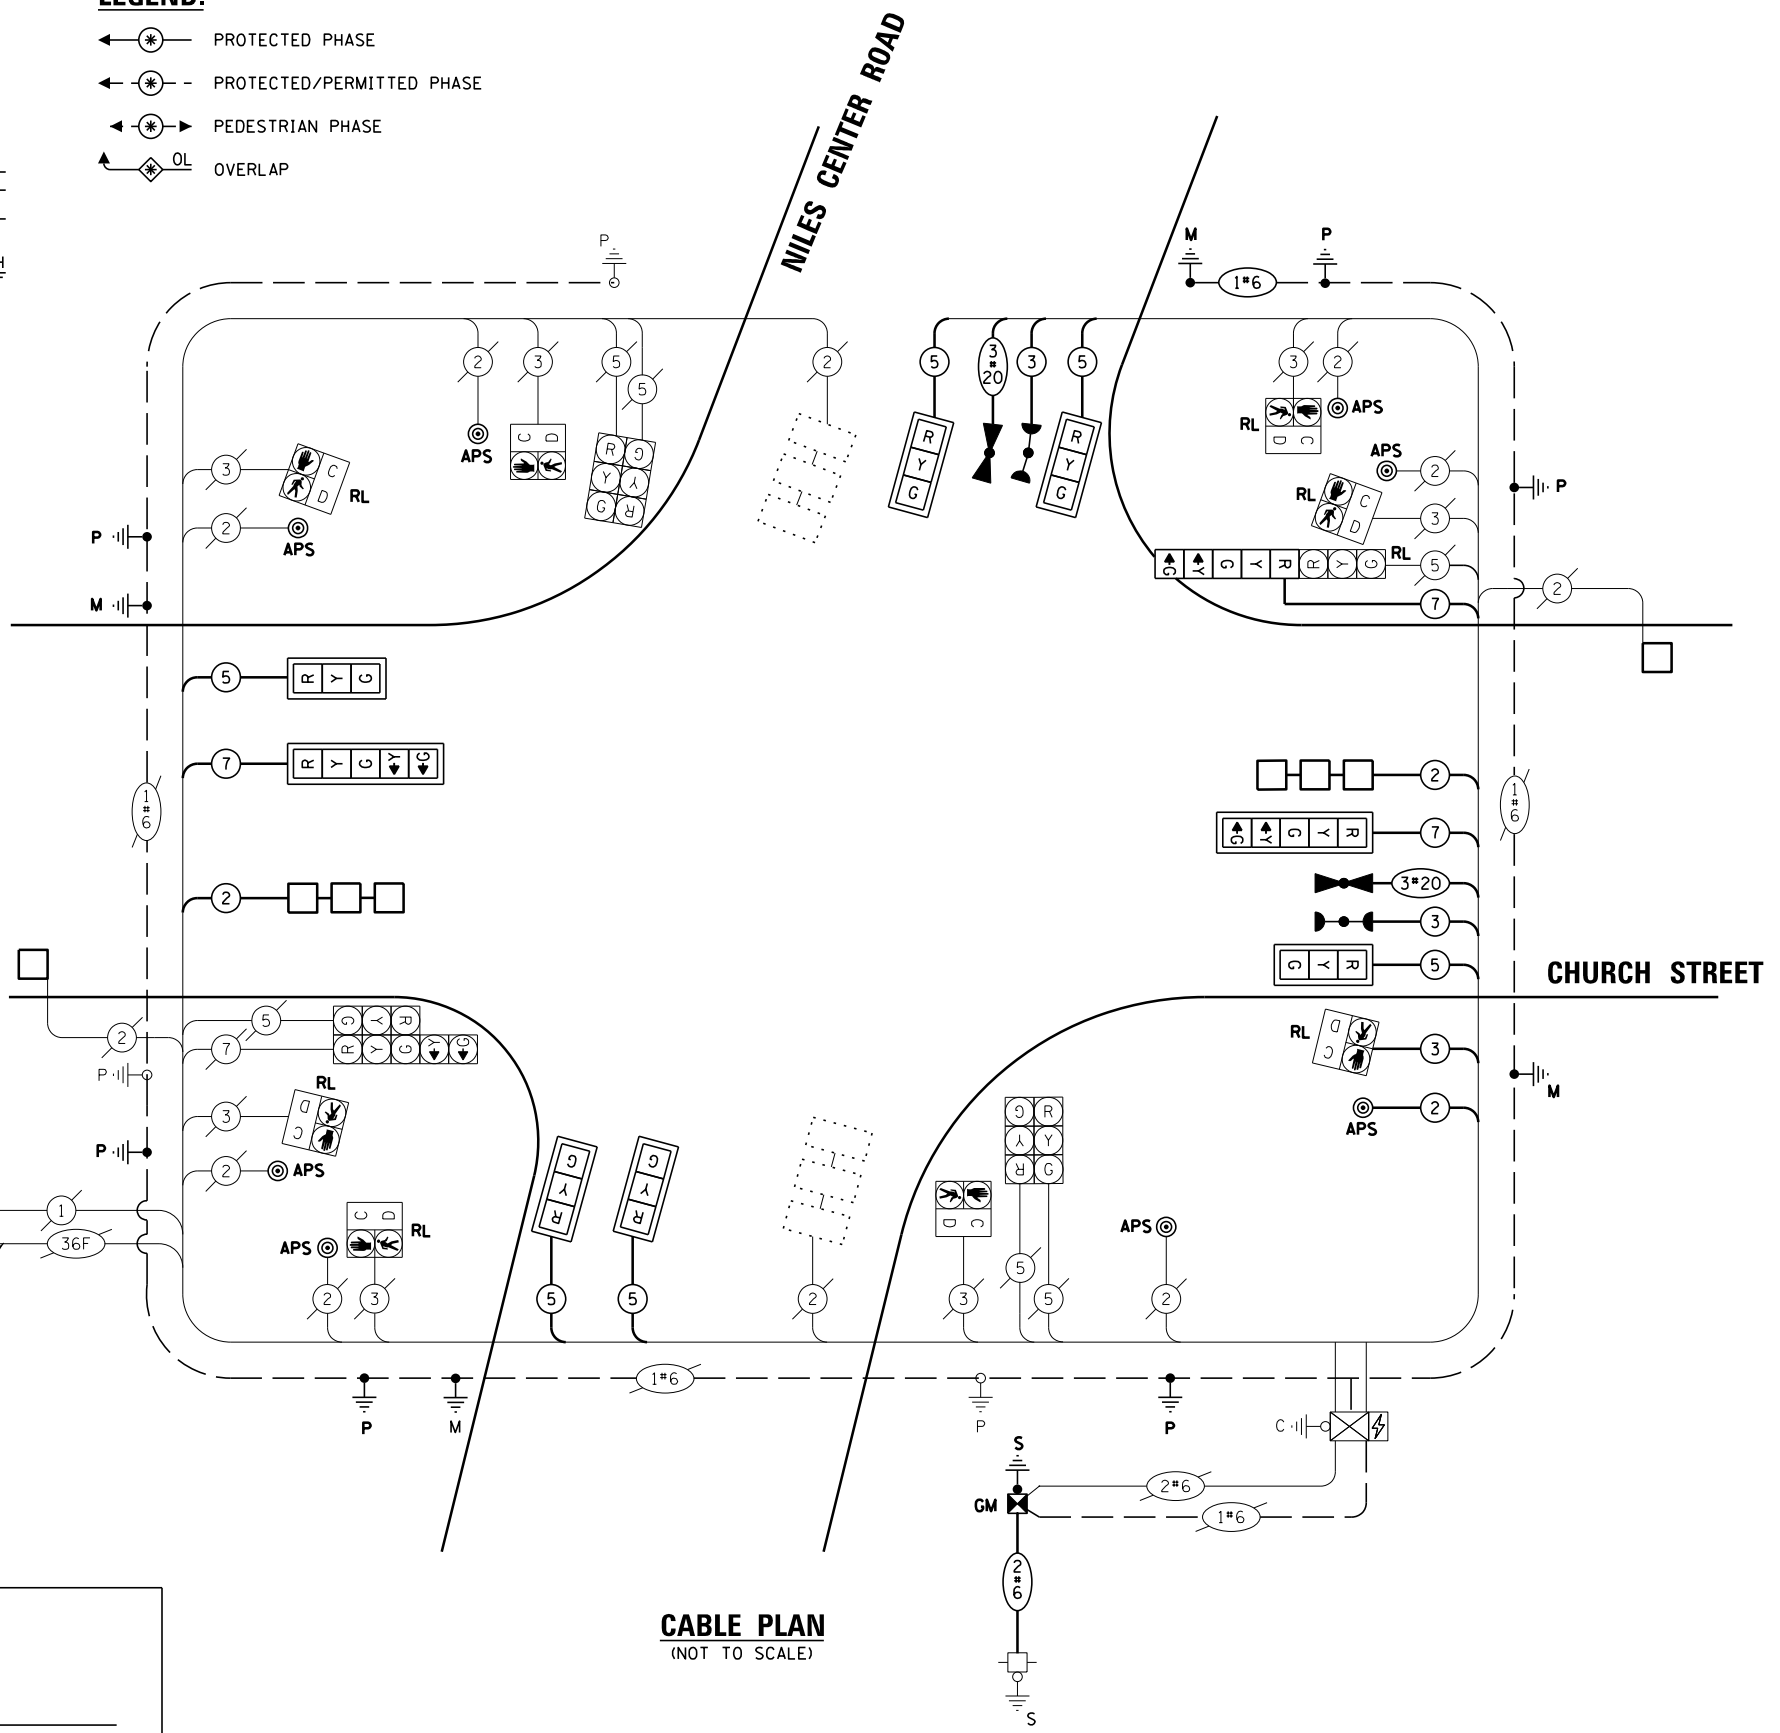 LEGEND:
PROTECTED PHASE
PROTECTED/PERMITTED PHASE
PEDESTRIAN PHASE
OL
OVERLAP
H
NILES CENTER ROAD
P
M
1#6
P
2
3
5
5
2
5
3
#
20
3
5
3
2
C
D
R
Y
G
G
Y
R
R
Y
G
R
Y
G
RL
D
C
APS
APS
APS
3
C
D
RL
2
APS
2
RL
C
D
3
P
P
M
G
Y
G
Y
R
R
Y
G
RL
5
7
2
5
R
Y
G
7
R
Y
G
Y
G
1
#
6
2
2
G
Y
G
Y
R
7
1
#
6
3#20
3
G
Y
R
5
CHURCH STREET
2
5
G
Y
R
7
R
Y
G
Y
G
P
RL
3
D
C
P
2
APS
RL
D
C
3
M
2
APS
1
36F
C
D
RL
APS
2
3
G
Y
R
G
Y
R
5
5
2
G
Y
R
R
Y
G
D
C
3
5
5
APS
2
P
M
1#6
P
P
C
S
GM
2#6
1#6
2
#
6
S
CABLE PLAN
(NOT TO SCALE)